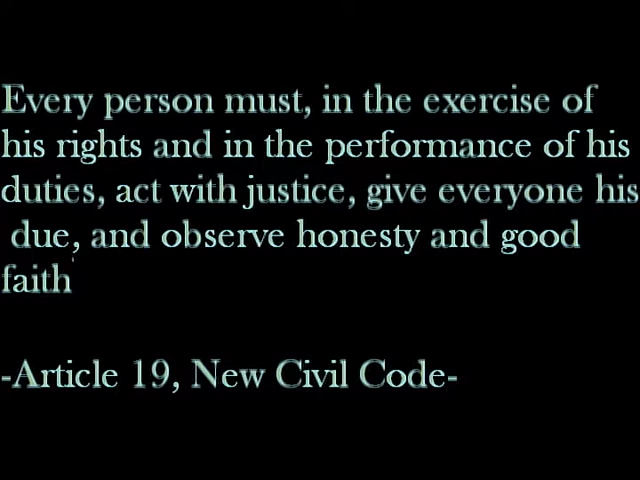 Every person must, in the exercise of
his rights and in the performance of his
duties, act with justice, give everyone his
due, and observe honesty and good
faith
-Article 19, New Civil Code-